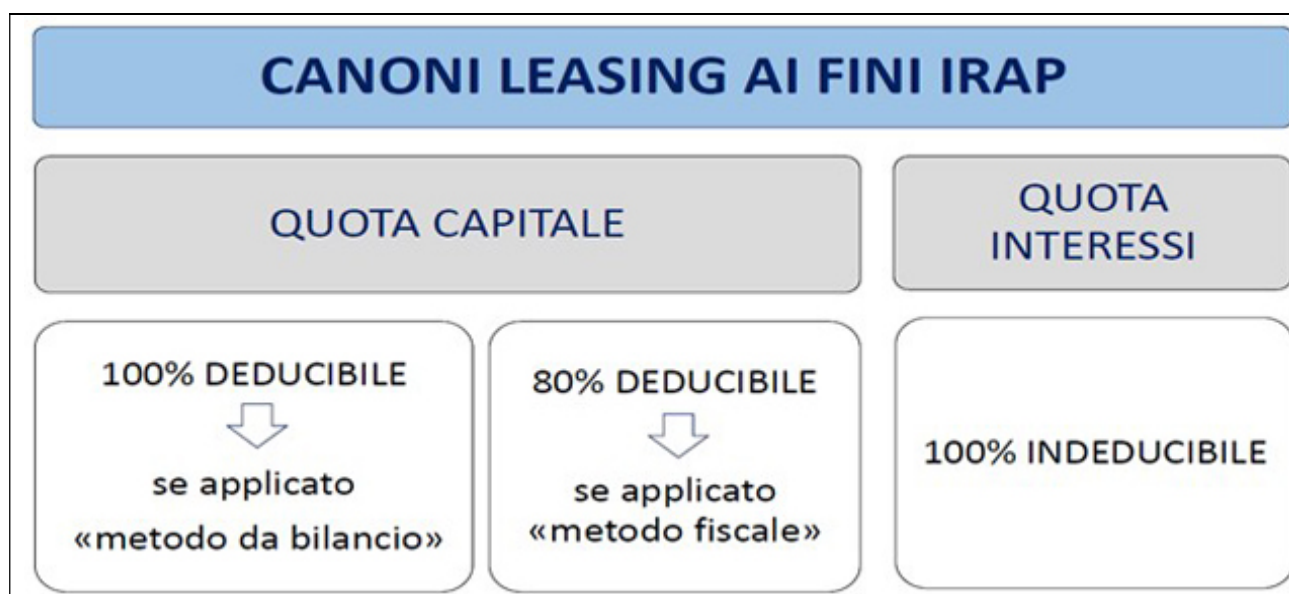 CANONI LEASING AI FINI IRAP
QUOTA CAPITALE
QUOTA
INTERESSI
100% DEDUCIBILE
se applicato
«metodo da bilancio»
80% DEDUCIBILE
se applicato
«metodo fiscale»
100% INDEDUCIBILE